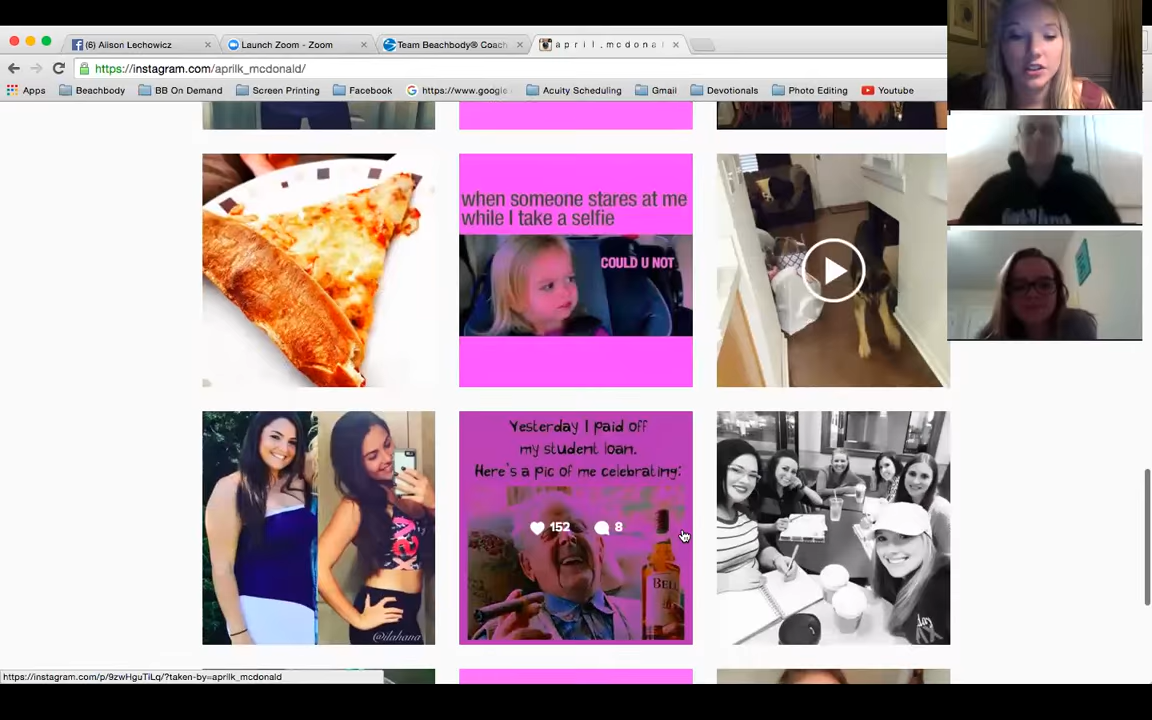 (6) Alison Lechowicz
Launch Zoom - Zoom
Team Beachbody® Coach
a p r i l . m c d o n a l
https://instagram.com/aprilk_mcdonald/
Apps
Beachbody
BB On Demand
Screen Printing
Facebook
https://www.google
Acuity Scheduling
Gmail
Devotionals
Photo Editing
Youtube
when someone stares at me
while I take a selfie
COULD U NOT
Yesterday I paid off
my student loan.
Here's a pic of me celebrating:
152
8
BELL
@ilahana
https://instagram.com/p/9zwHguTiLq/?taken-by=aprilk_mcdonald